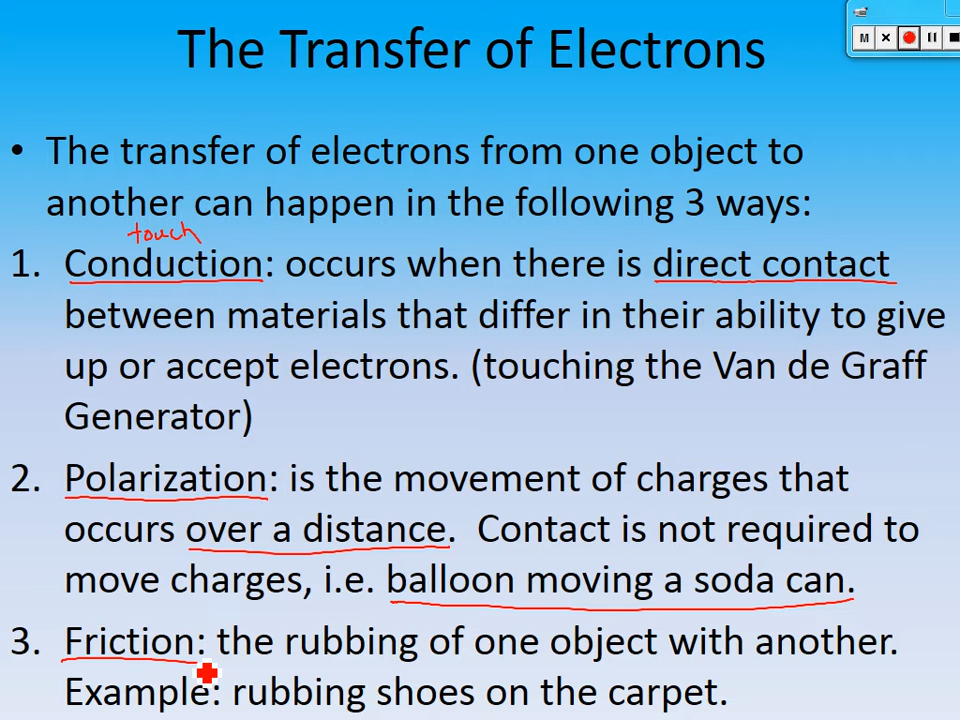 The Transfer of Electrons
M
• The transfer of electrons from one object to
another can happen in the following 3 ways:
touch
1. Conduction: occurs when there is direct contact
between materials that differ in their ability to give
up or accept electrons. (touching the Van de Graff
Generator)
2. Polarization: is the movement of charges that
occurs over a distance. Contact is not required to
move charges, i.e. balloon moving a soda can.
3. Friction: the rubbing of one object with another.
Example: rubbing shoes on the carpet.